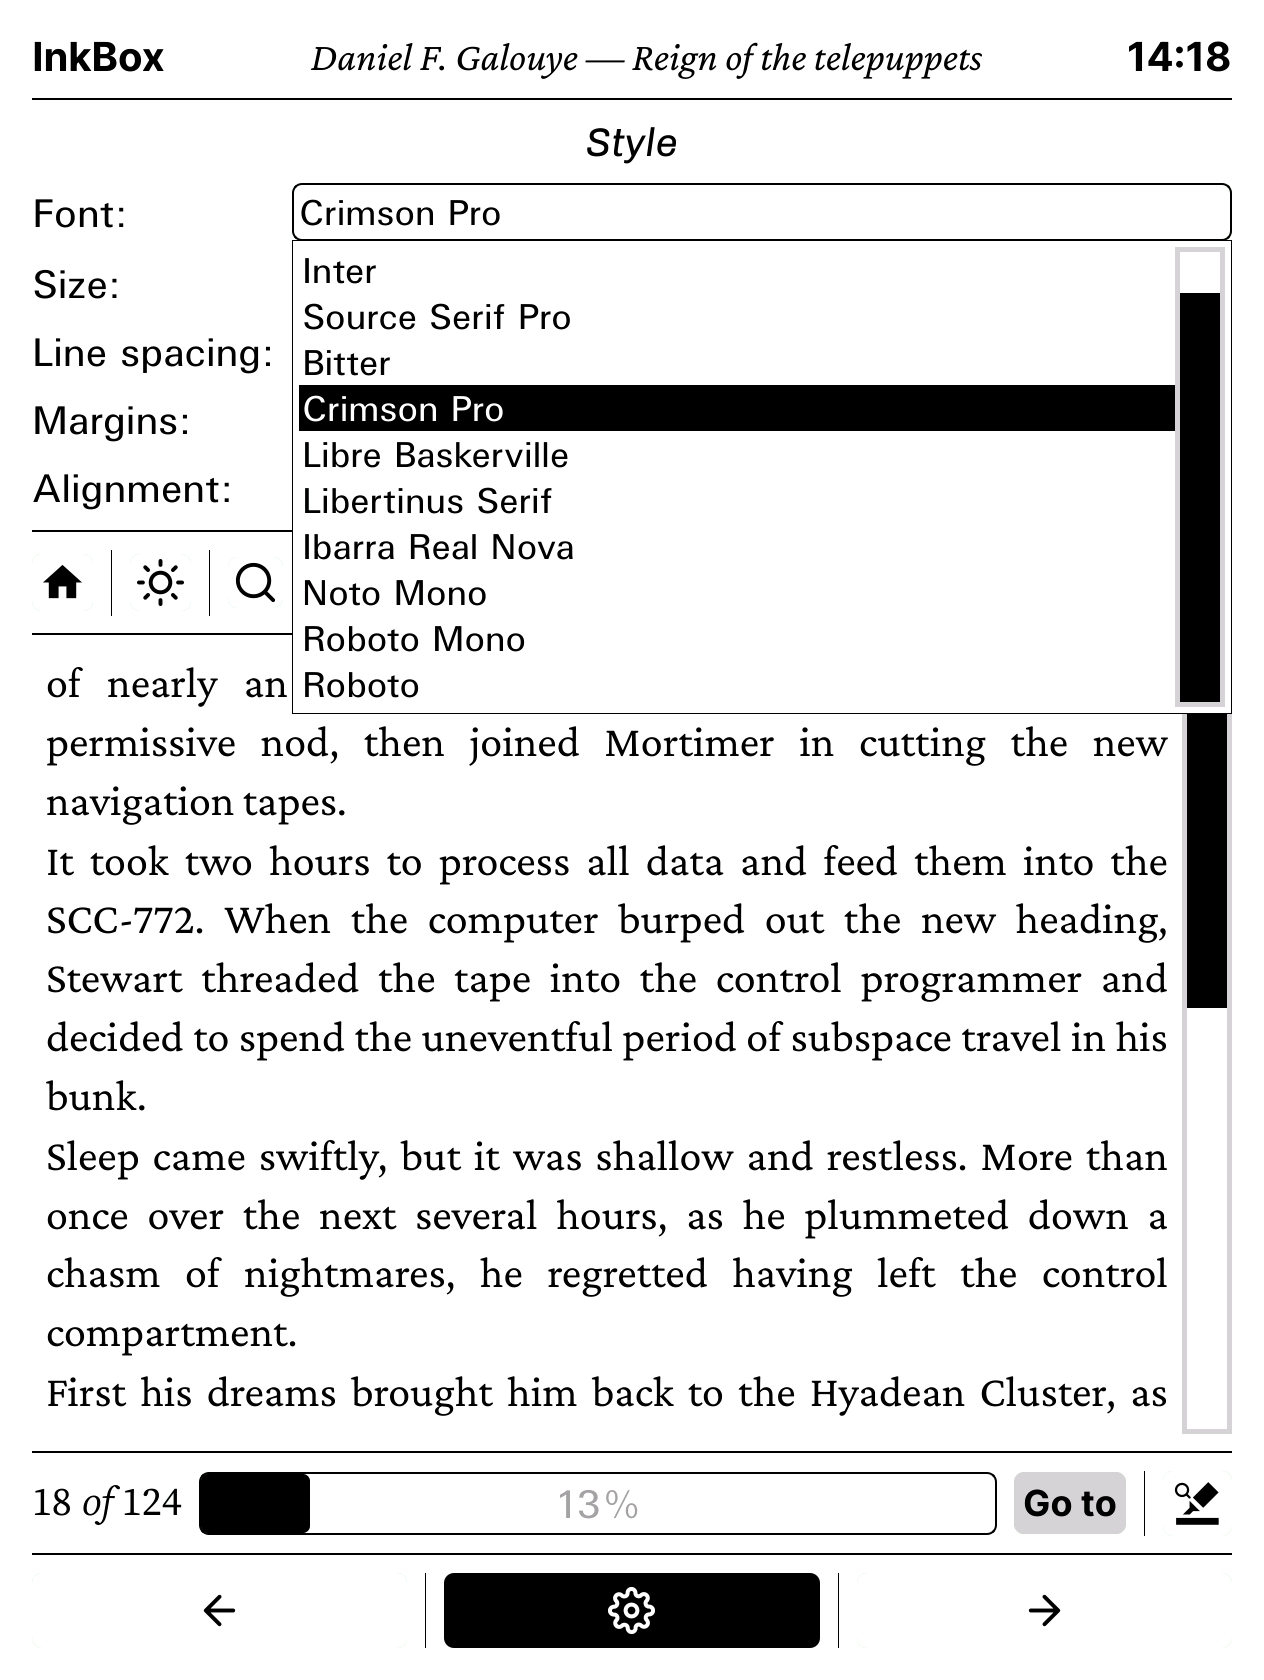 InkBox Daniel F. Galouye — Reign of the telepuppets 14:18
Style
Font: Crimson Pro
Size:
Line spacing:
Margins:
Alignment:
Inter
Source Serif Pro
Bitter
Crimson Pro
Libre Baskerville
Libertinus Serif
Ibarra Real Nova
Noto Mono
Roboto Mono
Roboto
of nearly an
permissive nod, then joined Mortimer in cutting the new
navigation tapes.
It took two hours to process all data and feed them into the
SCC-772. When the computer burped out the new heading,
Stewart threaded the tape into the control programmer and
decided to spend the uneventful period of subspace travel in his
bunk.
Sleep came swiftly, but it was shallow and restless. More than
once over the next several hours, as he plummeted down a
chasm of nightmares, he regretted having left the control
compartment.
First his dreams brought him back to the Hyadean Cluster, as
18 of 124 13% Go to